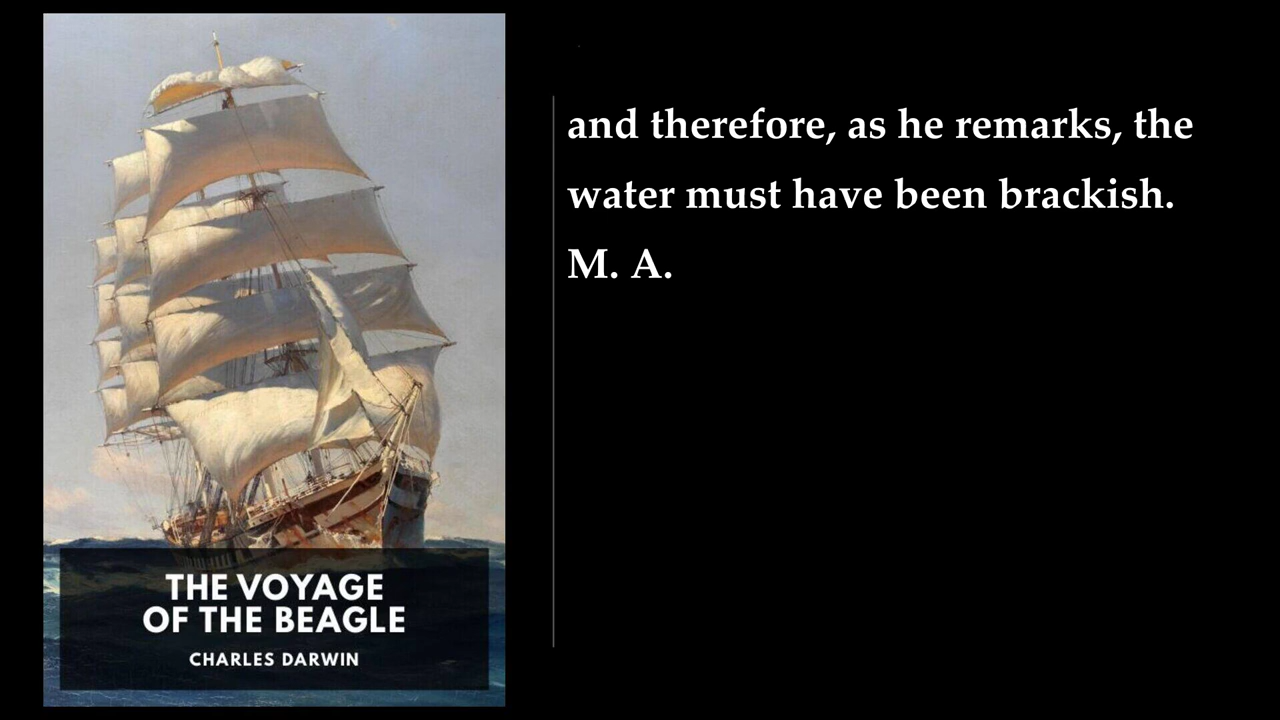 THE VOYAGE
OF THE BEAGLE
CHARLES DARWIN
and therefore, as he remarks, the
water must have been brackish.
M. A.